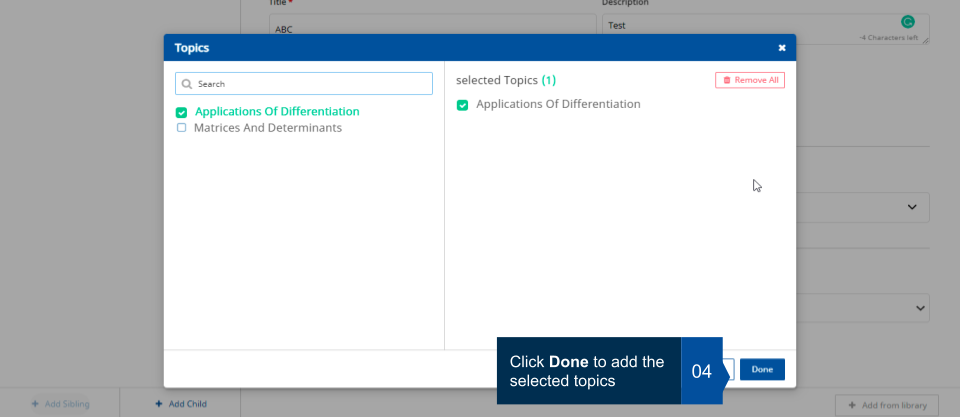 Title *
Description
ABC
Test
-4 Characters left
Topics
Search
Applications Of Differentiation
Matrices And Determinants
selected Topics (1)
Remove All
Applications Of Differentiation
Click Done to add the
selected topics
04
Done
Add Sibling
Add Child
Add from library